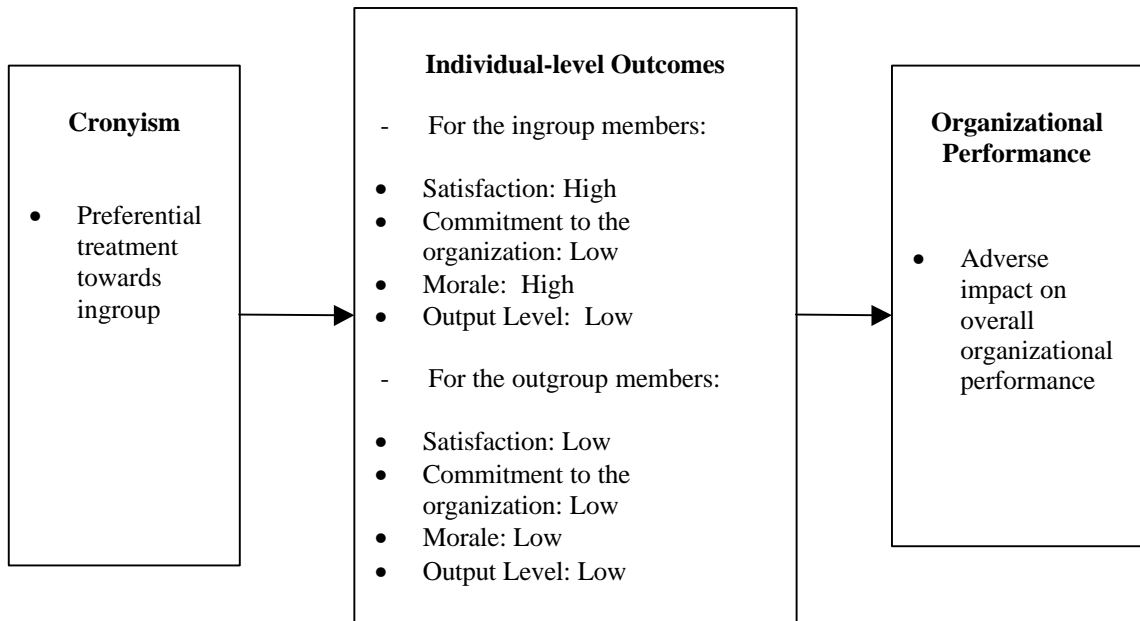 Cronyism
• Preferential
treatment
towards
ingroup
Individual-level Outcomes
- For the ingroup members:
• Satisfaction: High
• Commitment to the
organization: Low
• Morale:  High
• Output Level:  Low
- For the outgroup members:
• Satisfaction: Low
• Commitment to the
organization: Low
• Morale: Low
• Output Level: Low
Organizational
Performance
• Adverse
impact on
overall
organizational
performance